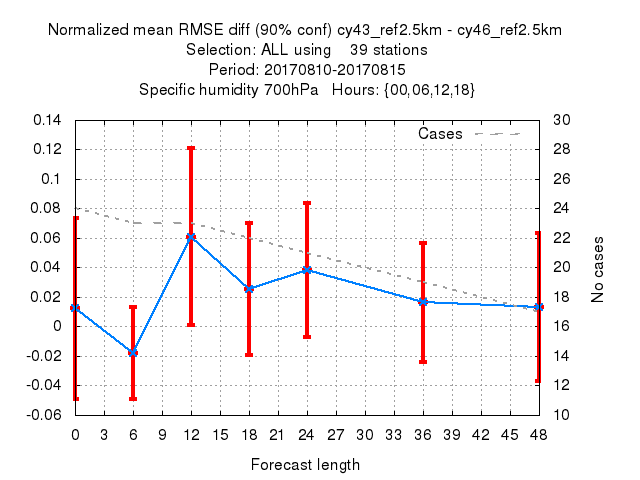 Normalized mean RMSE diff (90% conf) cy43_ref2.5km - cy46_ref2.5km
Selection: ALL using    39 stations
Period: 20170810-20170815
Specific humidity 700hPa   Hours: {00,06,12,18}
Cases
0.14
0.12
0.1
0.08
0.06
0.04
0.02
0
-0.02
-0.04
-0.06
30
28
26
24
22
20
18
16
14
12
10
No cases
0 3 6 9 12 15 18 21 24 27 30 33 36 39 42 45 48
Forecast length